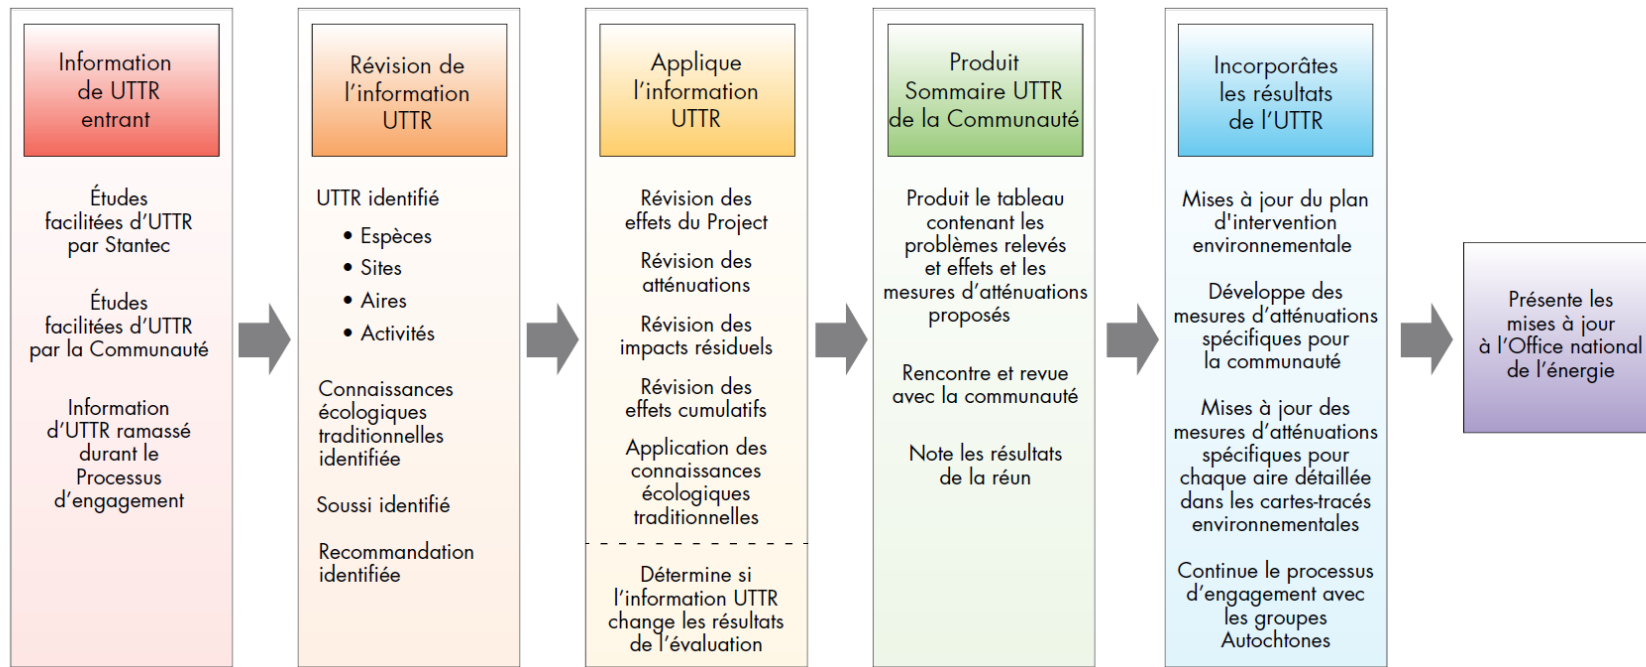 Information
de UTTR
entrant
Études
facilitées d'UTTR
par Stantec
Études
facilitées d'UTTR
par la Communauté
Information
d'UTTR ramassé
durant le
Processus
d'engagement
Révision de
l'information
UTTR
UTTR identifié
• Espèces
• Sites
• Aires
• Activités
Connaissances
écologiques
traditionnelles
identifiée
Soussi identifié
Recommandation
identifiée
Applique
l'information
UTTR
Révision des
effets du Project
Révision des
atténuations
Révision des
impacts résiduels
Révision des
effets cumulatifs
Application des
connaissances
écologiques
traditionnelles
Détermine si
l'information UTTR
change les résultats
de l'évaluation
Produit
Sommaire UTTR
de la Communauté
Produit le tableau
contenant les
problèmes relevés
et effets et les
mesures d'atténuations
proposés
Rencontre et revue
avec la communauté
Note les résultats
de la réun
Incorporâtes
les résultats
de l'UTTR
Mises à jour du plan
d'intervention
environnementale
Développe des
mesures d'atténuations
spécifiques pour
la communauté
Mises à jour des
mesures d'atténuations
spécifiques pour
chaque aire détaillée
dans les cartes-tracés
environnementales
Continue le processus
d'engagement avec
les groupes
Autochtones
Présente les
mises à jour
à l'Office national
de l'énergie